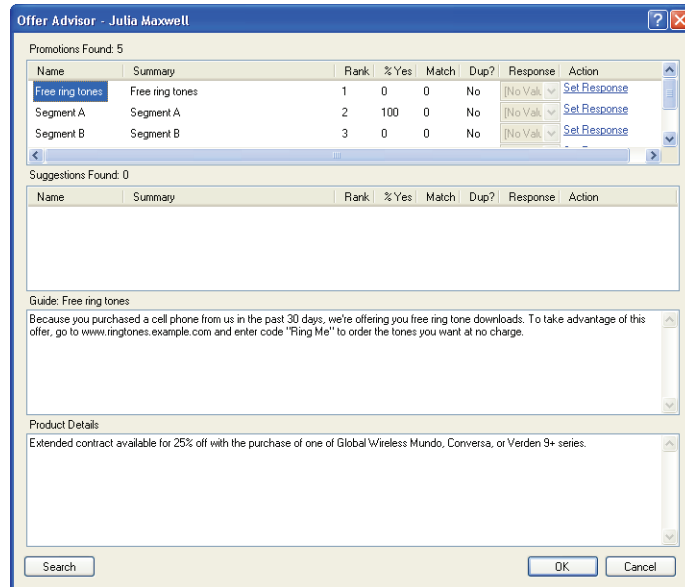 Offer Advisor - Julia Maxwell
Promotions Found: 5
Name Summary Rank %Yes Match Dup? Response Action
Free ring tones Free ring tones 1 0 0 No [No Val Set Response
Segment A Segment A 2 100 0 No [No Val Set Response
Segment B Segment B 3 0 0 No [No Val Set Response
Suggestions Found: 0
Name Summary Rank %Yes Match Dup? Response Action
Guide: Free ring tones
Because you purchased a cell phone from us in the past 30 days, we're offering you free ring tone downloads. To take advantage of this
offer, go to www.ringtones.example.com and enter code "Ring Me" to order the tones you want at no charge.
Product Details
Extended contract available for 25% off with the purchase of one of Global Wireless Mundo, Conversa, or Verden 9+ series.
Search OK Cancel